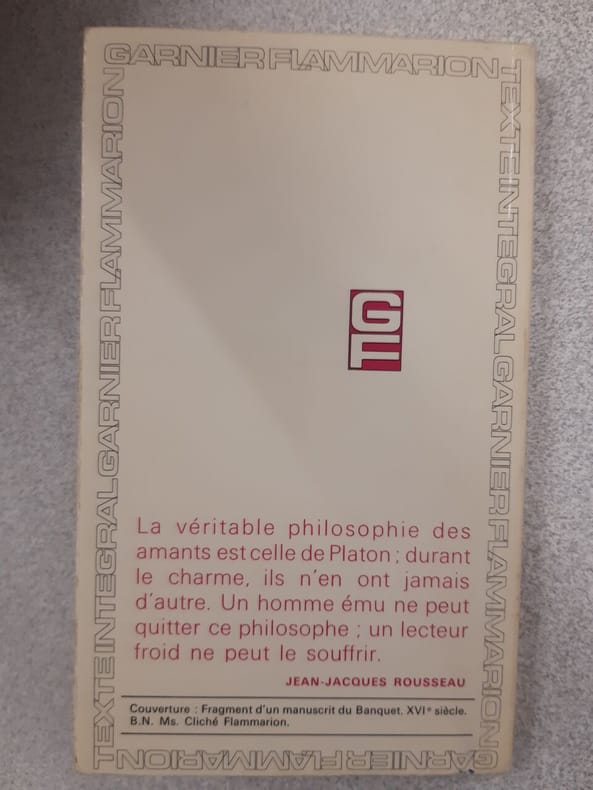 GARNIER FLAMMARION
TEXTE INTEGRAL GARNIER FLAMMARION
TEXTE INTEGRAL GARNIER FLAMMARION
GF
La véritable philosophie des
amants est celle de Platon ; durant
le charme, ils n'en ont jamais
d'autre. Un homme ému ne peut
quitter ce philosophe ; un lecteur
froid ne peut le souffrir.
JEAN-JACQUES ROUSSEAU
Couverture : Fragment d'un manuscrit du Banquet. XVIe siècle.
B.N. Ms. Cliché Flammarion.
GARNIER FLAMMARION